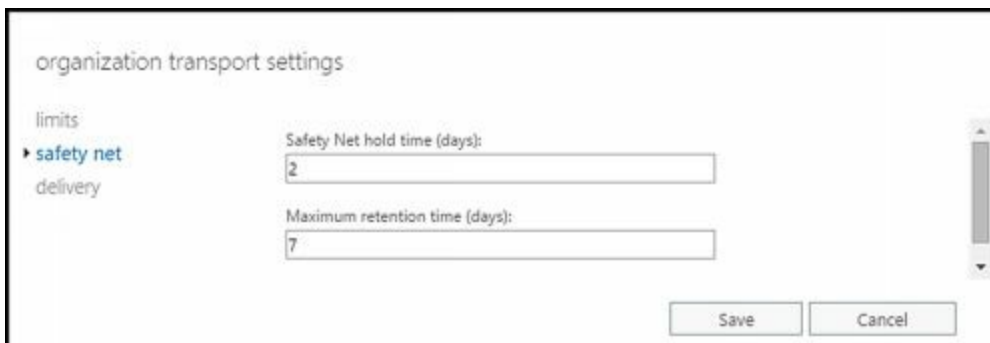 organization transport settings
limits
safety net
delivery
Safety Net hold time (days):
2
Maximum retention time (days):
7
Save
Cancel